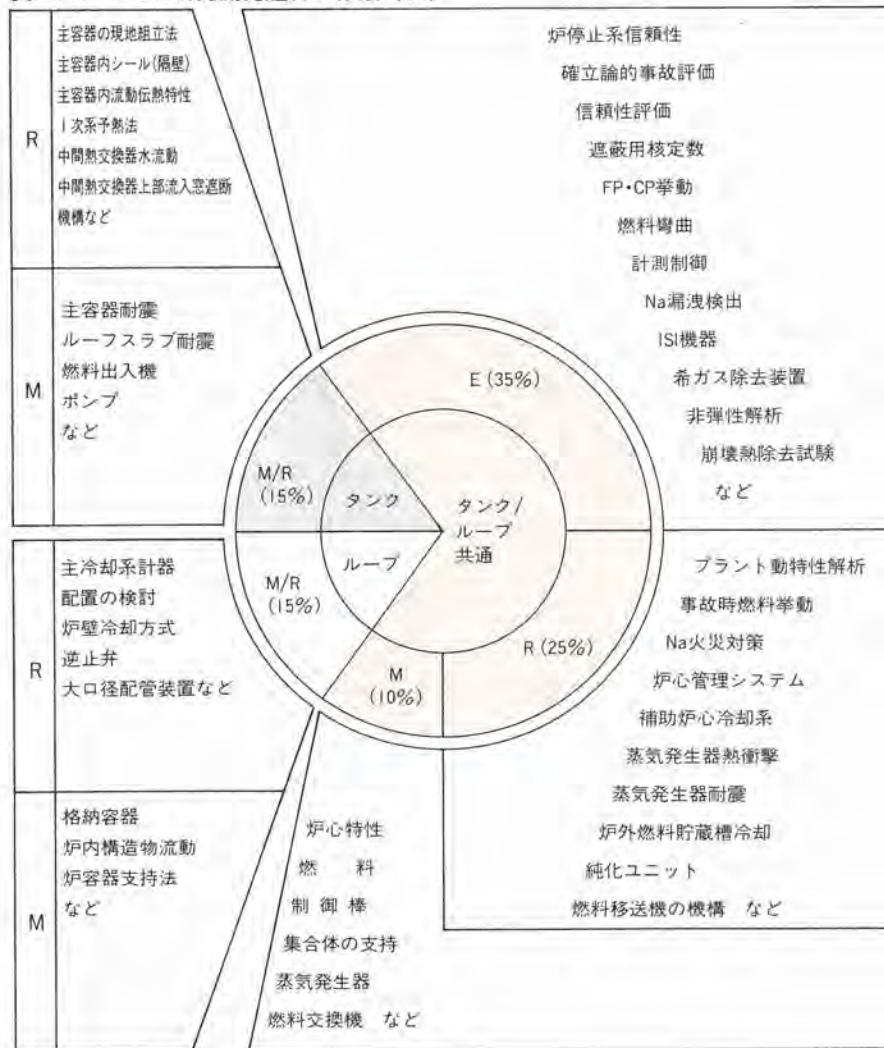 R
主容器の現地組立法
主容器内シール(隔壁)
主容器内流動伝熱特性
1次系予熱法
中間熱交換器水流動
中間熱交換器上部流入窓遮断
機構など
M
主容器耐震
ループスラブ耐震
燃料出入機
ポンプ
など
R
主冷却系計器
配置の検討
炉壁冷却方式
逆止弁
大口径配管装置など
M
格納容器
炉内構造物流動
炉容器支持法
など
炉停止系信頼性
確立論的事故評価
信頼性評価
遮蔽用核定数
FP・CP挙動
燃料彎曲
計測制御
Na漏洩検出
ISI機器
希ガス除去装置
非弾性解析
崩壊熱除去試験
など
E (35%)
M/R
(15%)
タンク
タンク/
ループ
共通
ループ
M/R
(15%)
M
(10%)
R (25%)
プラント動特性解析
事故時燃料挙動
Na火災対策
炉心管理システム
補助炉心冷却系
蒸気発生器熱衝撃
蒸気発生器耐震
炉外燃料貯蔵槽冷却
純化ユニット
燃料移送機の機構 など
炉心特性
燃 料
制御棒
集合体の支持
蒸気発生器
燃料交換機 など